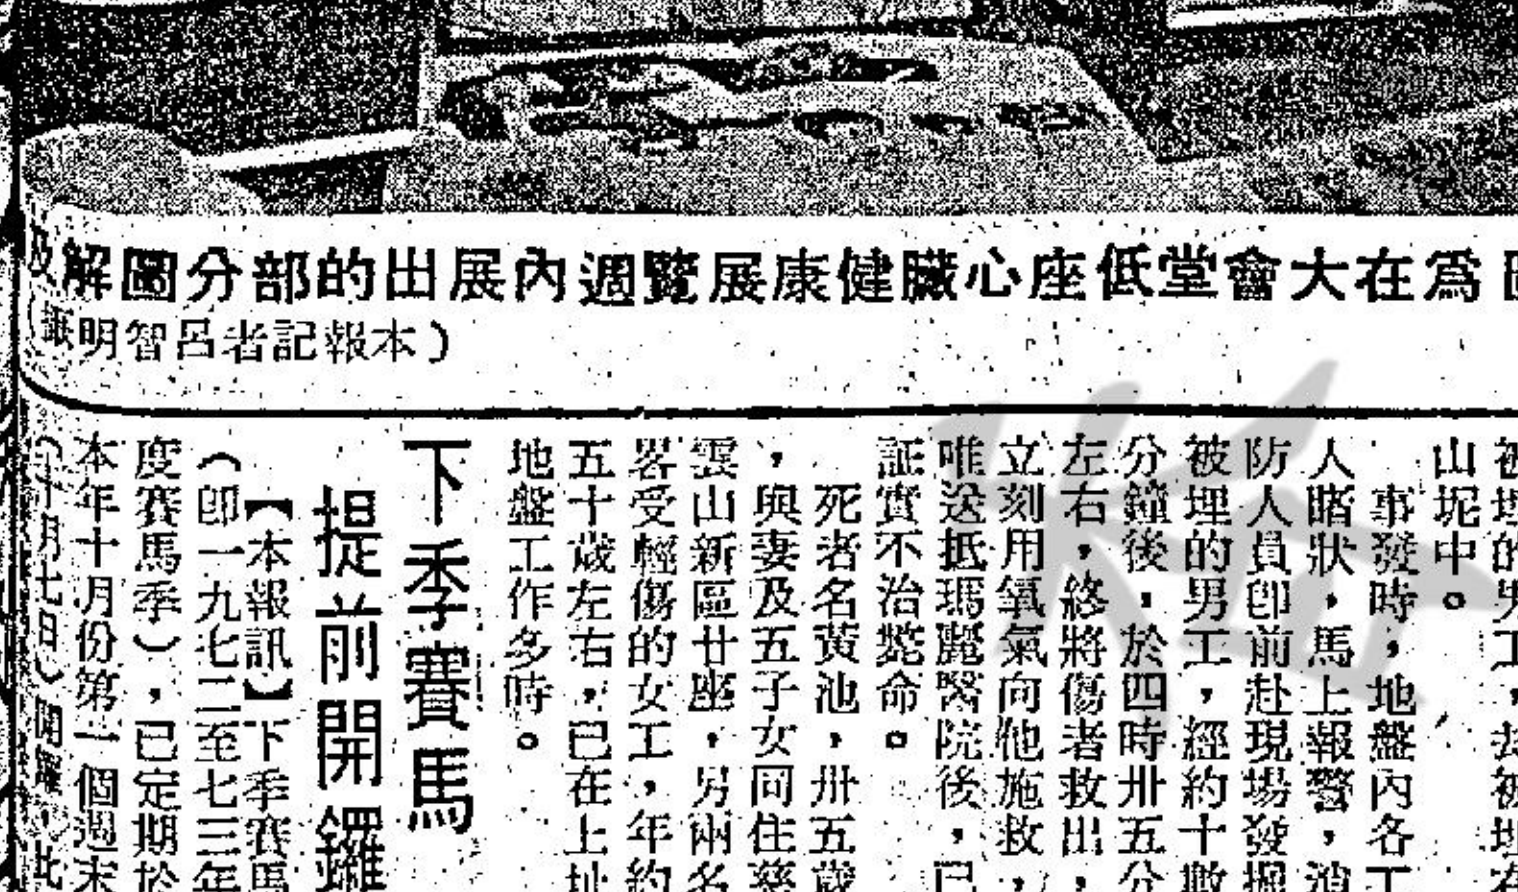 爲在大會堂低座心臟健康展覽週內展出的部分圖解及
(本報記者呂智明
山坭中。
事發時,地盤內各工
人睹狀,馬上報警,消
防人員即前赴現場發掘
被埋的男工,經約十數
分鐘後,於四時卅五分
左右,終將傷者救出,
立刻用氧氣向他施救,
唯送抵瑪麗醫院後,已
証實不治斃命。
死者名黃池,卅五歲
,與妻及五子女同住慈
雲山新區廿座,另兩名
畧受輕傷的女工,年約
五十歲左右,已在上址
地盤工作多時。
下季賽馬
提前開鑼
【本報訊】下季賽馬
(即一九七二至七三年
度賽馬季),已定期於
本年十月份第一個週末
(十月七日)開鑼,此